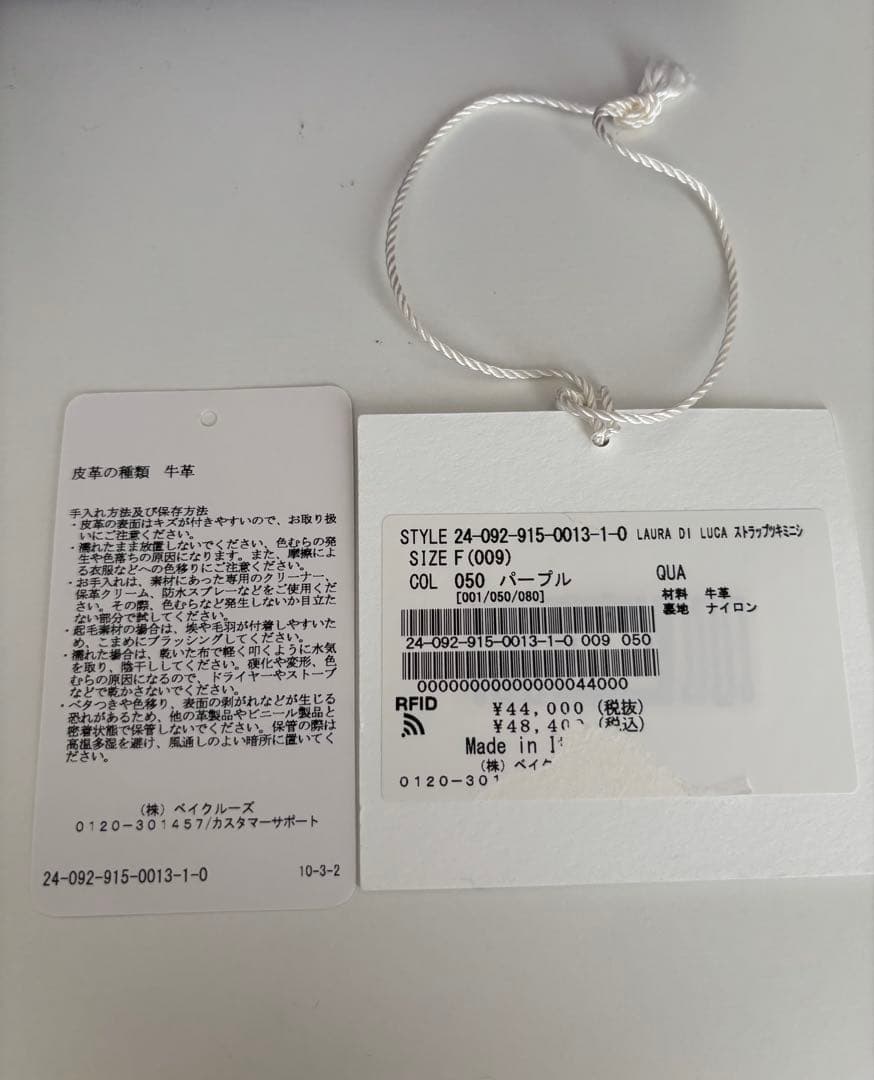 皮革の種類　牛革
手入れ方法及び保存方法
・皮革の表面はキズが付きやすいので、お取り扱
いにご注意ください。
・濡れたまま放置しないでください、色むらの発
生や色落ちの原因になります。また、摩擦によ
る衣服などへの色移りにご注意ください。
・お手入れは、素材にあった専用のクリーナー、
保革クリーム、防水スプレーなどをご使用くだ
さい。その際、色むらなど発生しないか目立た
ない部分で試してください。
・起毛素材の場合は、埃や毛羽が付着しやすいた
め、こまめにブラッシングしてください。
・濡れた場合は、乾いた布で軽く叩くように水気
を取り、陰干ししてください。硬化や変形、色
むらの原因になるので、ドライヤーやストーブ
などで乾かさないでください。
・ベタつきや色移り、表面の剥がれなどが生じる
恐れがあるため、他の革製品やビニール製品と
密着状態で保管しないでください。保管の際は
高温多湿を避け、風通しのよい暗所に置いてく
ださい。
（株）ベイクルーズ
0120-301457/カスタマーサポート
24-092-915-0013-1-0 10-3-2
STYLE 24-092-915-0013-1-0 LAURA DI LUCA ストラップツキミニシ
SIZE F(009)
COL 050 パープル
[001/050/080]
QUA
材料 牛革
裏地 ナイロン
24-092-915-0013-1-0 009 050
00000000000000044000
RFID
¥44,000 (税抜)
¥48,40 (税込)
Made in
（株）ベイク
0120-301